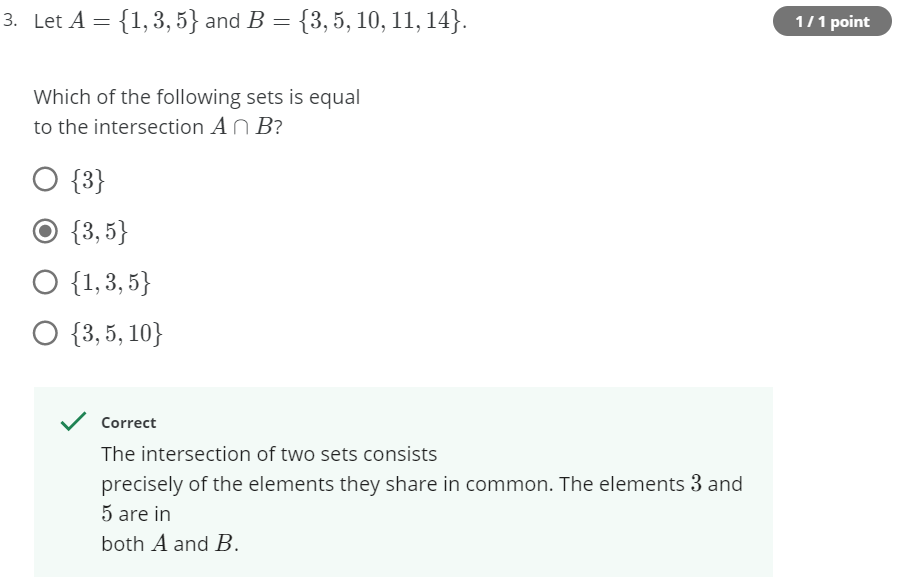 3. Let A = {1, 3, 5} and B = {3, 5, 10, 11, 14}.
1 / 1 point
Which of the following sets is equal
to the intersection A ∩ B?
{3}
{3, 5}
{1, 3, 5}
{3, 5, 10}
Correct
The intersection of two sets consists
precisely of the elements they share in common. The elements 3 and
5 are in
both A and B.